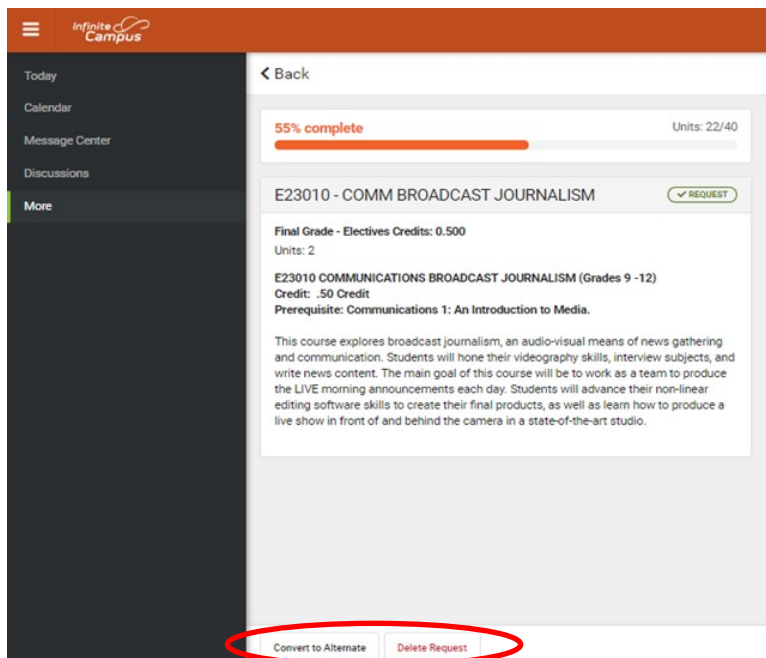 Infinite
Campus
Today
Calendar
Message Center
Discussions
More
Back
55% complete
Units: 22/40
E23010 - COMM BROADCAST JOURNALISM
REQUEST
Final Grade - Electives Credits: 0.500
Units: 2
E23010 COMMUNICATIONS BROADCAST JOURNALISM (Grades 9 -12)
Credit: .50 Credit
Prerequisite: Communications 1: An Introduction to Media.
This course explores broadcast journalism, an audio-visual means of news gathering
and communication. Students will hone their videography skills, interview subjects, and
write news content. The main goal of this course will be to work as a team to produce
the LIVE morning announcements each day. Students will advance their non-linear
editing software skills to create their final products, as well as learn how to produce a
live show in front of and behind the camera in a state-of-the-art studio.
Convert to Alternate
Delete Request